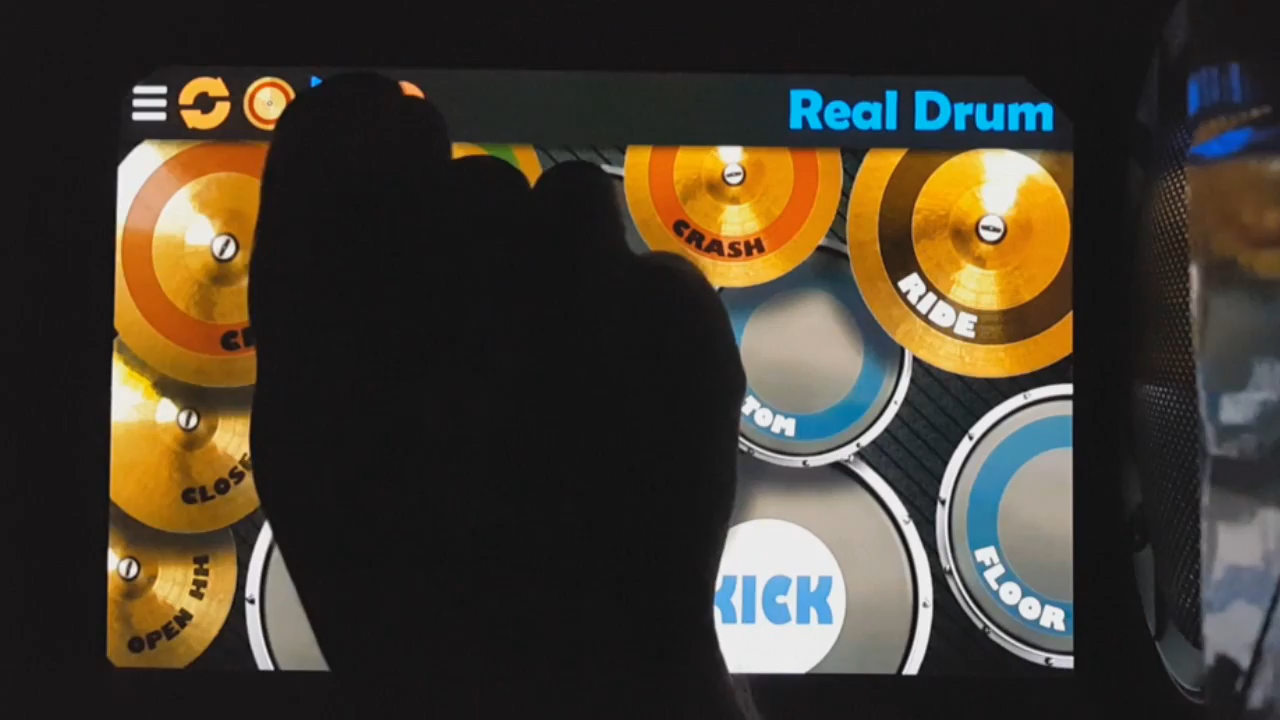 Real Drum
CRASH
RIDE
CLOSE
TOM
OPEN HH
KICK
FLOOR